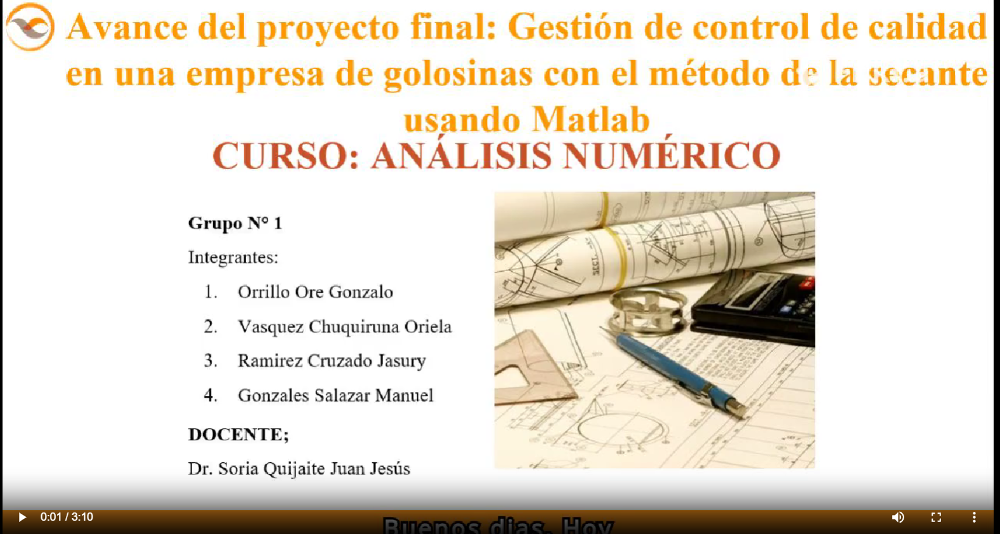 Avance del proyecto final: Gestión de control de calidad
en una empresa de golosinas con el método de la secante
usando Matlab
CURSO: ANÁLISIS NUMÉRICO
Grupo N° 1
Integrantes:
1. Orrillo Ore Gonzalo
2. Vasquez Chuquiruna Oriela
3. Ramirez Cruzado Jasury
4. Gonzales Salazar Manuel
DOCENTE;
Dr. Soria Quijaite Juan Jesús
0:01 / 3:10
Buenos dias. Hoy